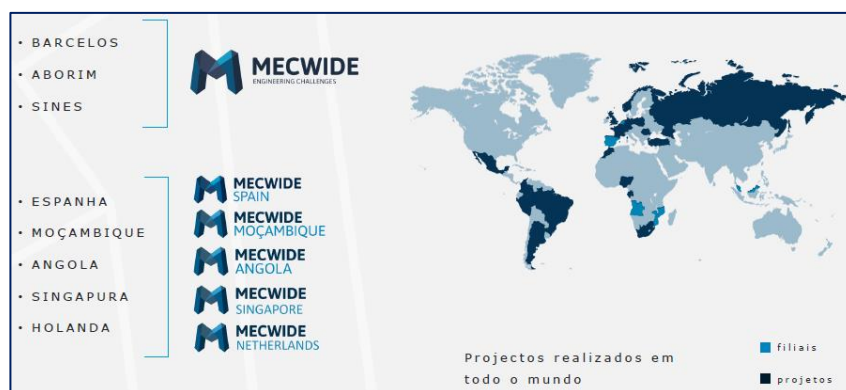 • BARCELOS
• ABORIM
• SINES
MECWIDE
ENGINEERING CHALLENGES
• ESPANHA
• MOÇAMBIQUE
• ANGOLA
• SINGAPURA
• HOLANDA
MECWIDE
SPAIN
MECWIDE
MOÇAMBIQUE
MECWIDE
ANGOLA
MECWIDE
SINGAPORE
MECWIDE
NETHERLANDS
Projectos realizados em
todo o mundo
filiais
projetos